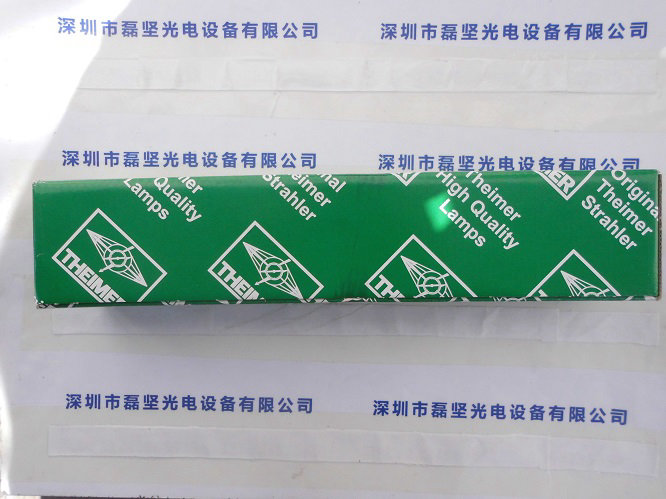 深圳市磊坚光电设备有限公司
深圳市磊坚光电设备有限公司
深圳市磊坚光电设备有限公司
深圳市磊坚光电设备有限公司
Quality
Lamps
Theimer
Strahler
Theimer
High Quality
Lamps
Original
Theimer
Strahler
THEIMER
THEIMER
深圳市磊坚光电设备有限公司
深圳市磊坚光电设备有限公司